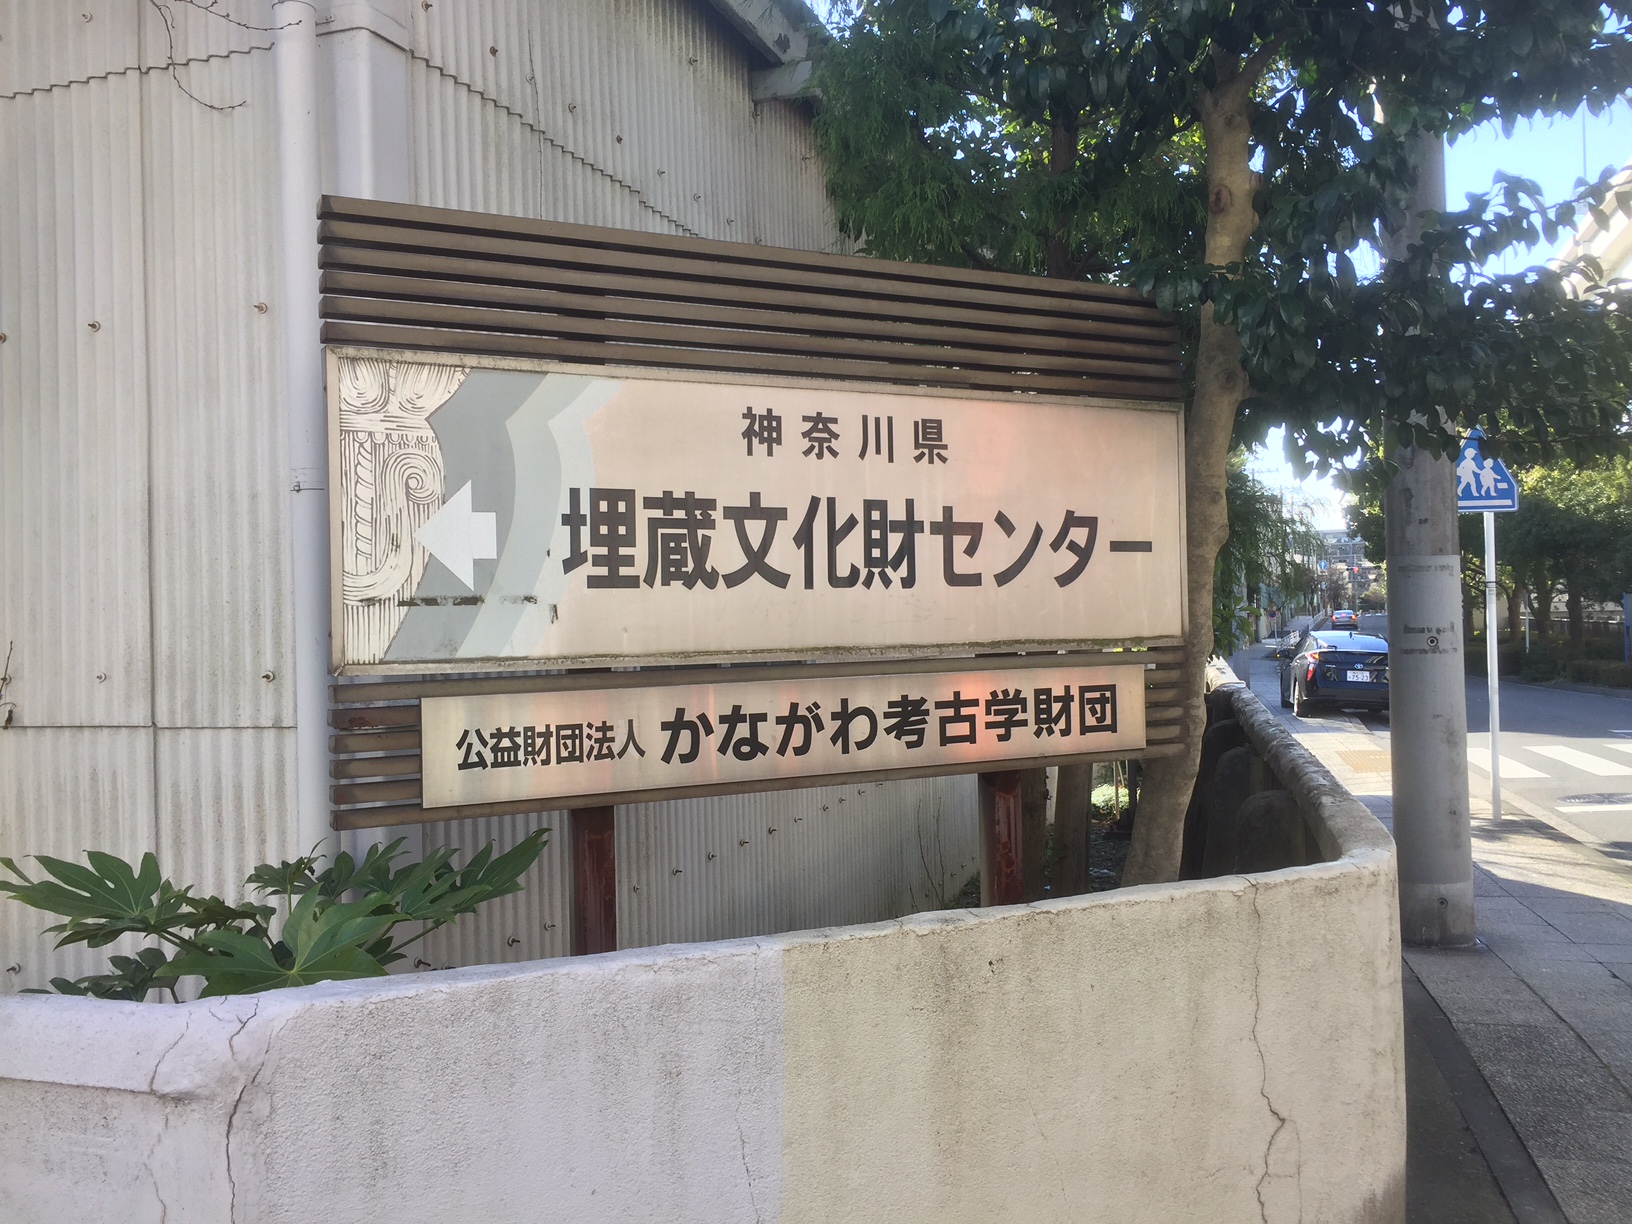 神奈川県
埋蔵文化財センター
公益財団法人 かながわ考古学財団